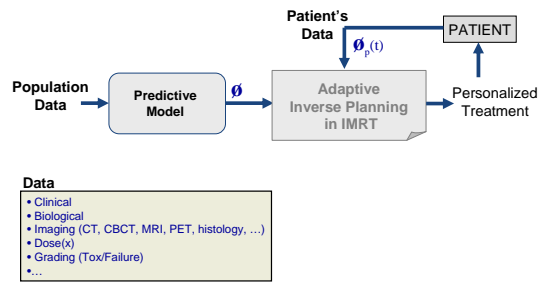 Patient's
Data
PATIENT
Ø_p(t)
Population
Data
Predictive
Model
Ø
Adaptive
Inverse Planning
in IMRT
Personalized
Treatment
Data
• Clinical
• Biological
• Imaging (CT, CBCT, MRI, PET, histology, …)
• Dose(x)
• Grading (Tox/Failure)
•…